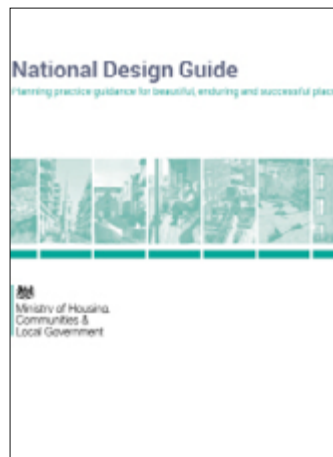 National Design Guide
Planning practice guidance for beautiful, enduring and successful plac
Ministry of Housing,
Communities &
Local Government